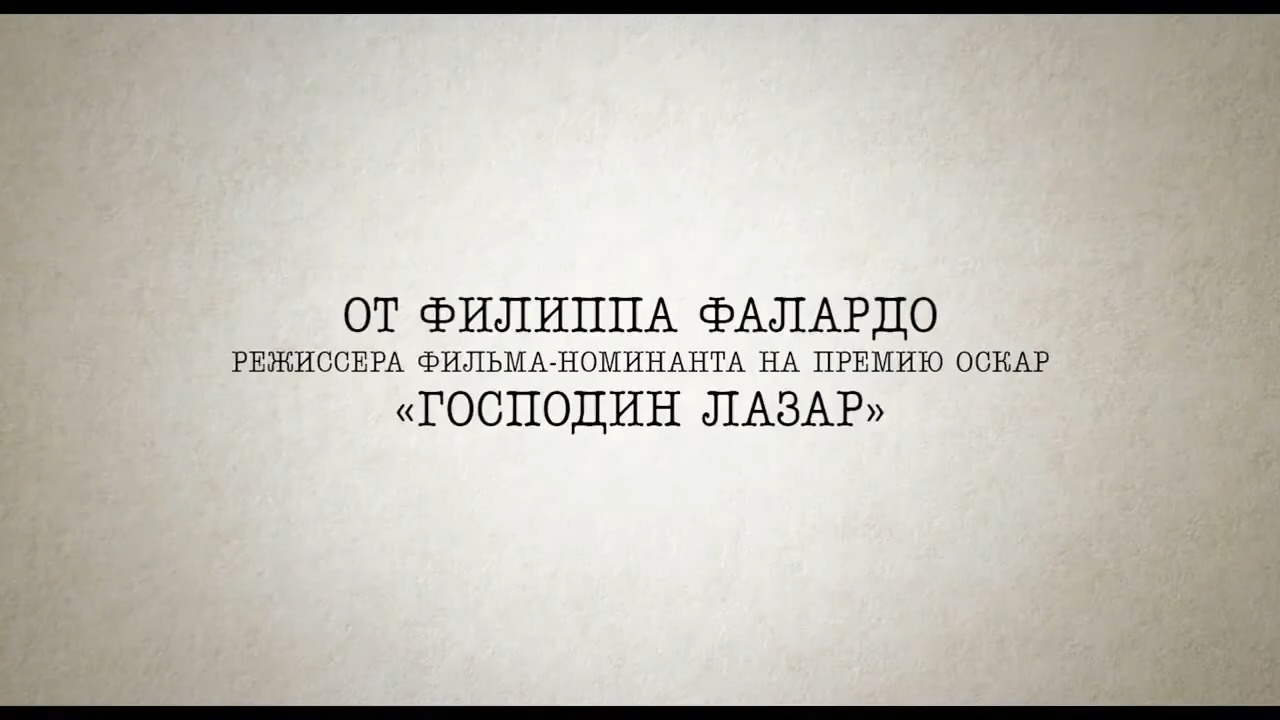 ОТ ФИЛИППА ФАЛАРДО
РЕЖИССЕРА ФИЛЬМА-НОМИНАНТА НА ПРЕМИЮ ОСКАР
«ГОСПОДИН ЛАЗАР»